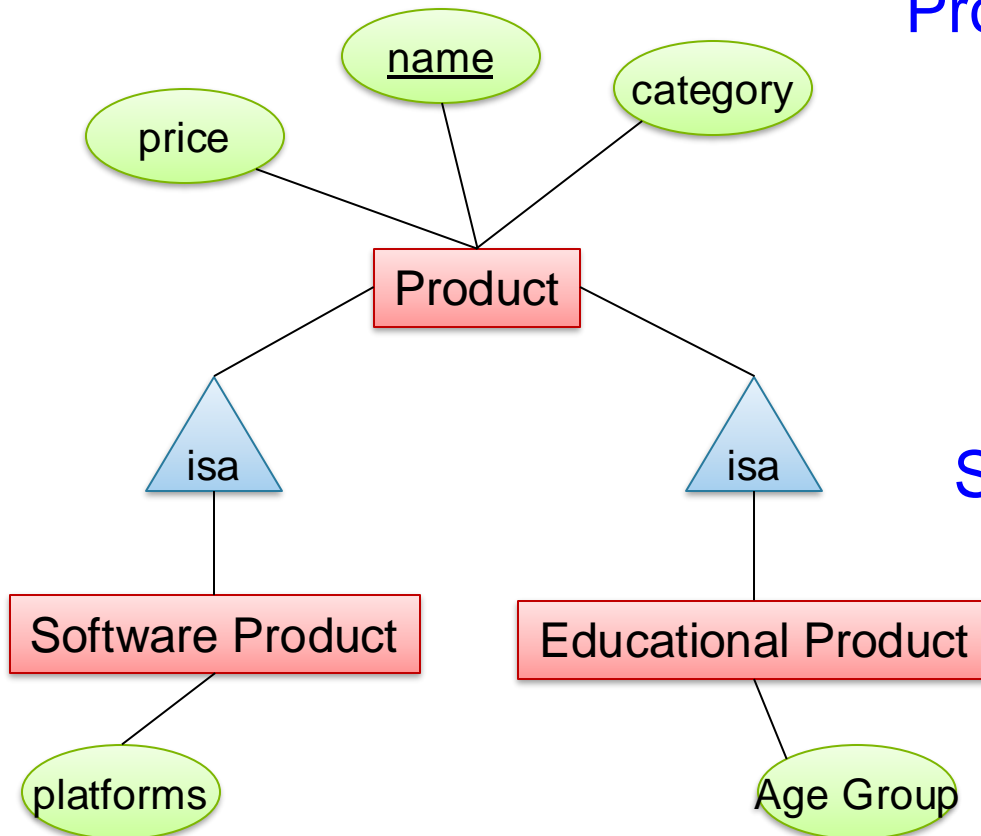 name
category
price
Product
isa
isa
Software Product
Educational Product
platforms
Age Group